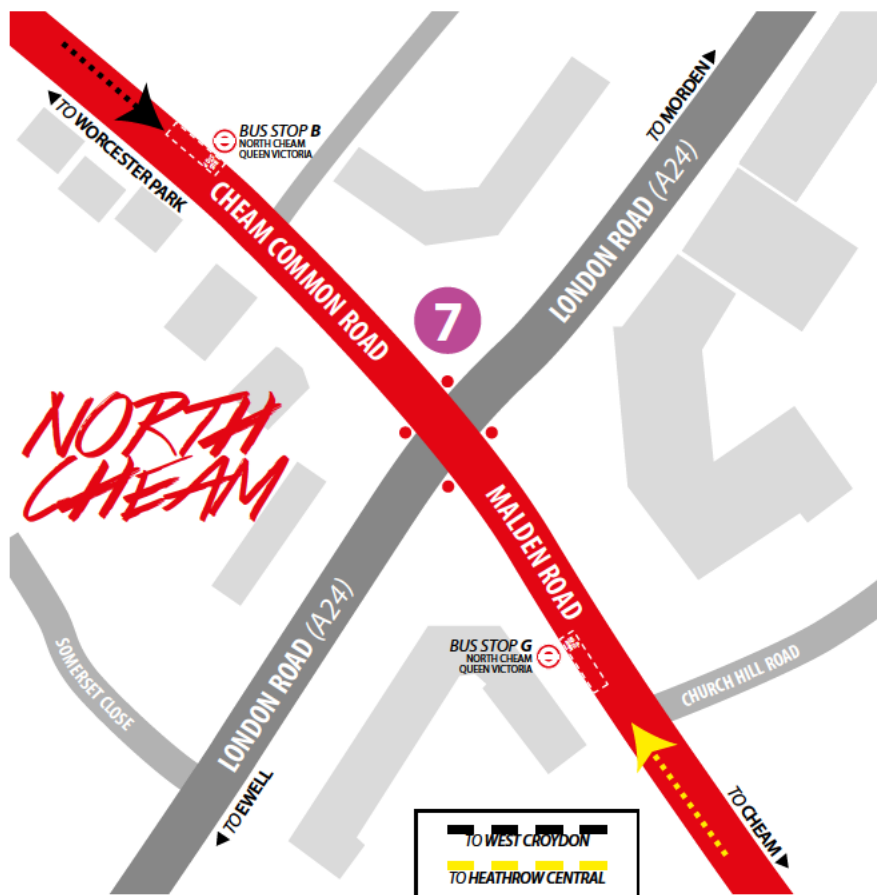 BUS STOP B
NORTH CHEAM
QUEEN VICTORIA
TO WORCESTER PARK
CHEAM COMMON ROAD
TO MORDEN
LONDON ROAD (A24)
7
NORTH
CHEAM
MALDEN ROAD
LONDON ROAD (A24)
SOMERSET CLOSE
BUS STOP G
NORTH CHEAM
QUEEN VICTORIA
CHURCH HILL ROAD
TO EWELL
TO CHEAM
TO WEST CROYDON
TO HEATHROW CENTRAL